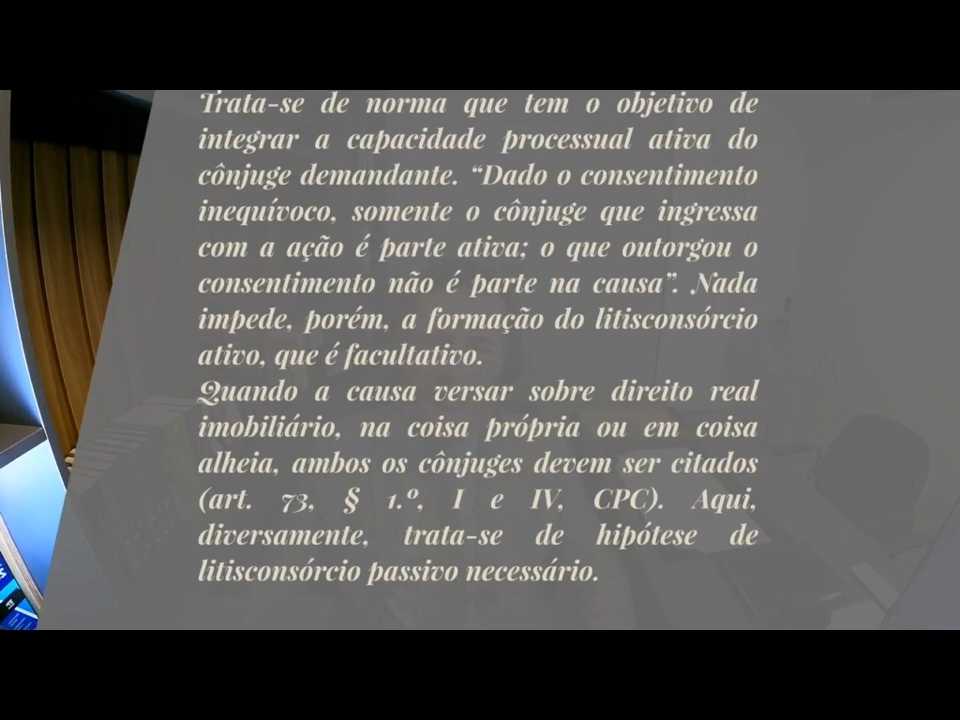 Trata-se de norma que tem o objetivo de
integrar a capacidade processual ativa do
cônjuge demandante. “Dado o consentimento
inequívoco, somente o cônjuge que ingressa
com a ação é parte ativa; o que outorgou o
consentimento não é parte na causa”. Nada
impede, porém, a formação do litisconsórcio
ativo, que é facultativo.
Quando a causa versar sobre direito real
imobiliário, na coisa própria ou em coisa
alheia, ambos os cônjuges devem ser citados
(art. 73, § 1.º, I e IV, CPC). Aqui,
diversamente, trata-se de hipótese de
litisconsórcio passivo necessário.